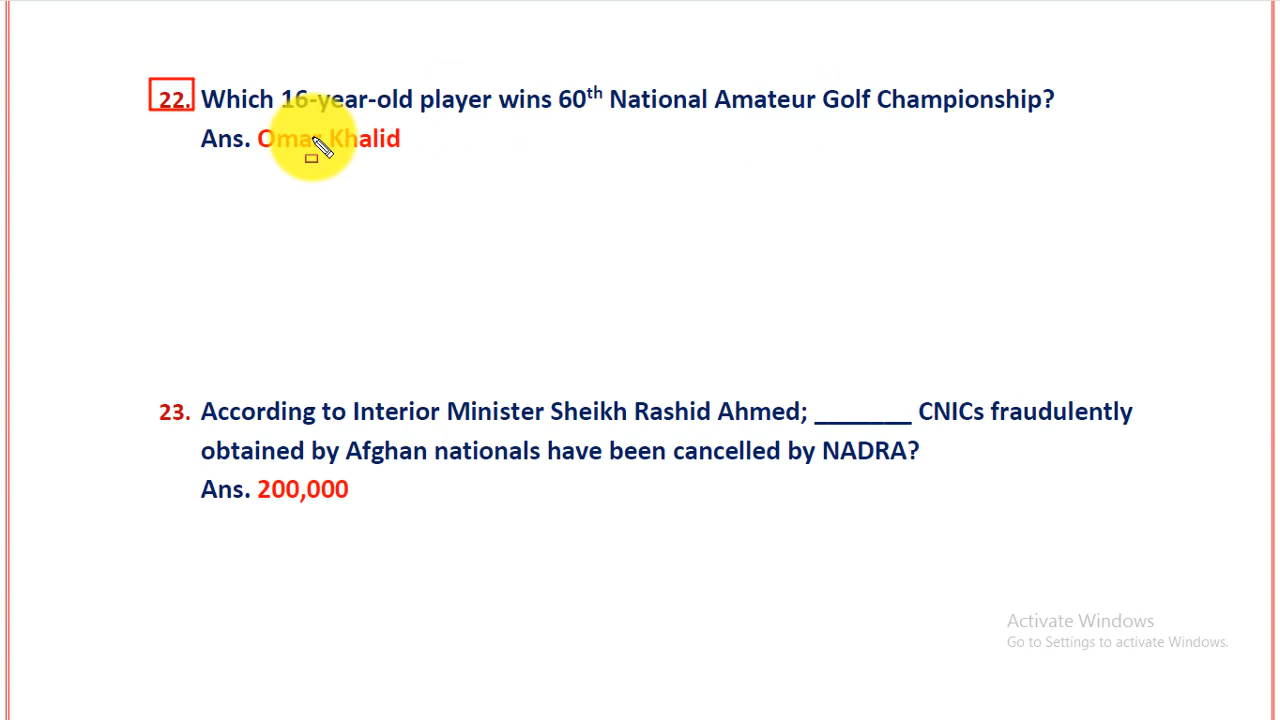 22. Which 16-year-old player wins 60th National Amateur Golf Championship?
Ans. Omar Khalid
23. According to Interior Minister Sheikh Rashid Ahmed; _______ CNICs fraudulently
obtained by Afghan nationals have been cancelled by NADRA?
Ans. 200,000
Activate Windows
Go to Settings to activate Windows.